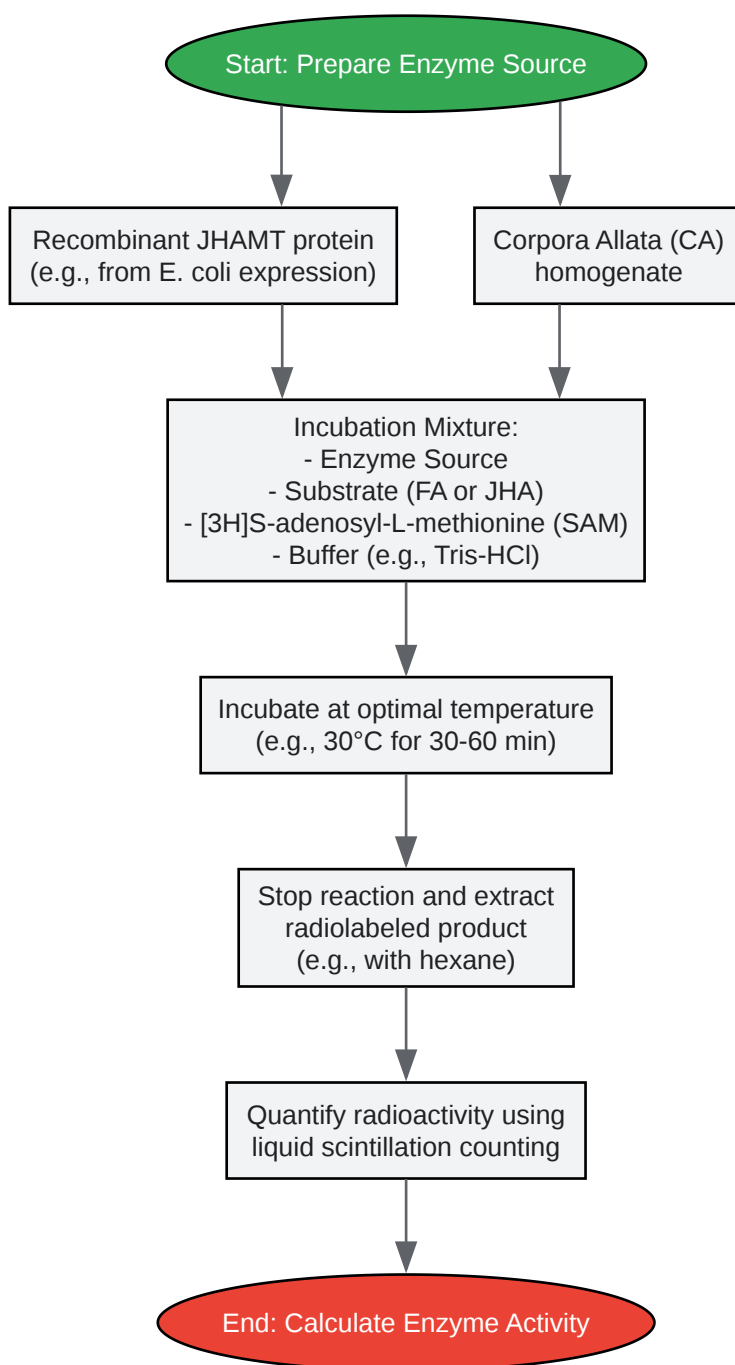 Start: Prepare Enzyme Source
Recombinant JHAMT protein
(e.g., from E. coli expression)
Corpora Allata (CA)
homogenate
Incubation Mixture:
- Enzyme Source
- Substrate (FA or JHA)
- [3H]S-adenosyl-L-methionine (SAM)
- Buffer (e.g., Tris-HCl)
Incubate at optimal temperature
(e.g., 30°C for 30-60 min)
Stop reaction and extract
radiolabeled product
(e.g., with hexane)
Quantify radioactivity using
liquid scintillation counting
End: Calculate Enzyme Activity